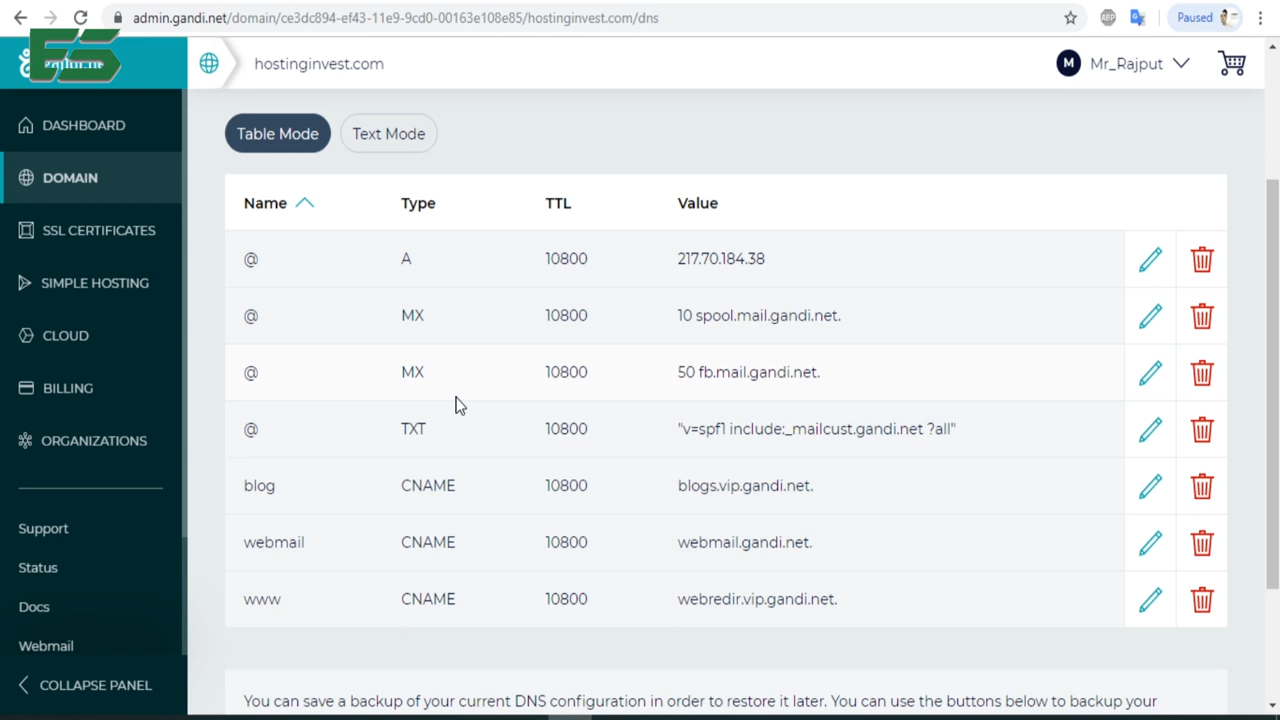 admin.gandi.net/domain/ce3dc894-ef43-11e9-9cd0-00163e108e85/hostinginvest.com/dns
ABP
Paused
ES
hostinginvest.com
M Mr_Rajput
DASHBOARD
DOMAIN
SSL CERTIFICATES
SIMPLE HOSTING
CLOUD
BILLING
ORGANIZATIONS
Support
Status
Docs
Webmail
COLLAPSE PANEL
Table Mode Text Mode
Name Type TTL Value
@ A 10800 217.70.184.38
@ MX 10800 10 spool.mail.gandi.net.
@ MX 10800 50 fb.mail.gandi.net.
@ TXT 10800 "v=spf1 include:_mailcust.gandi.net ?all"
blog CNAME 10800 blogs.vip.gandi.net.
webmail CNAME 10800 webmail.gandi.net.
www CNAME 10800 webredir.vip.gandi.net.
You can save a backup of your current DNS configuration in order to restore it later. You can use the buttons below to backup your